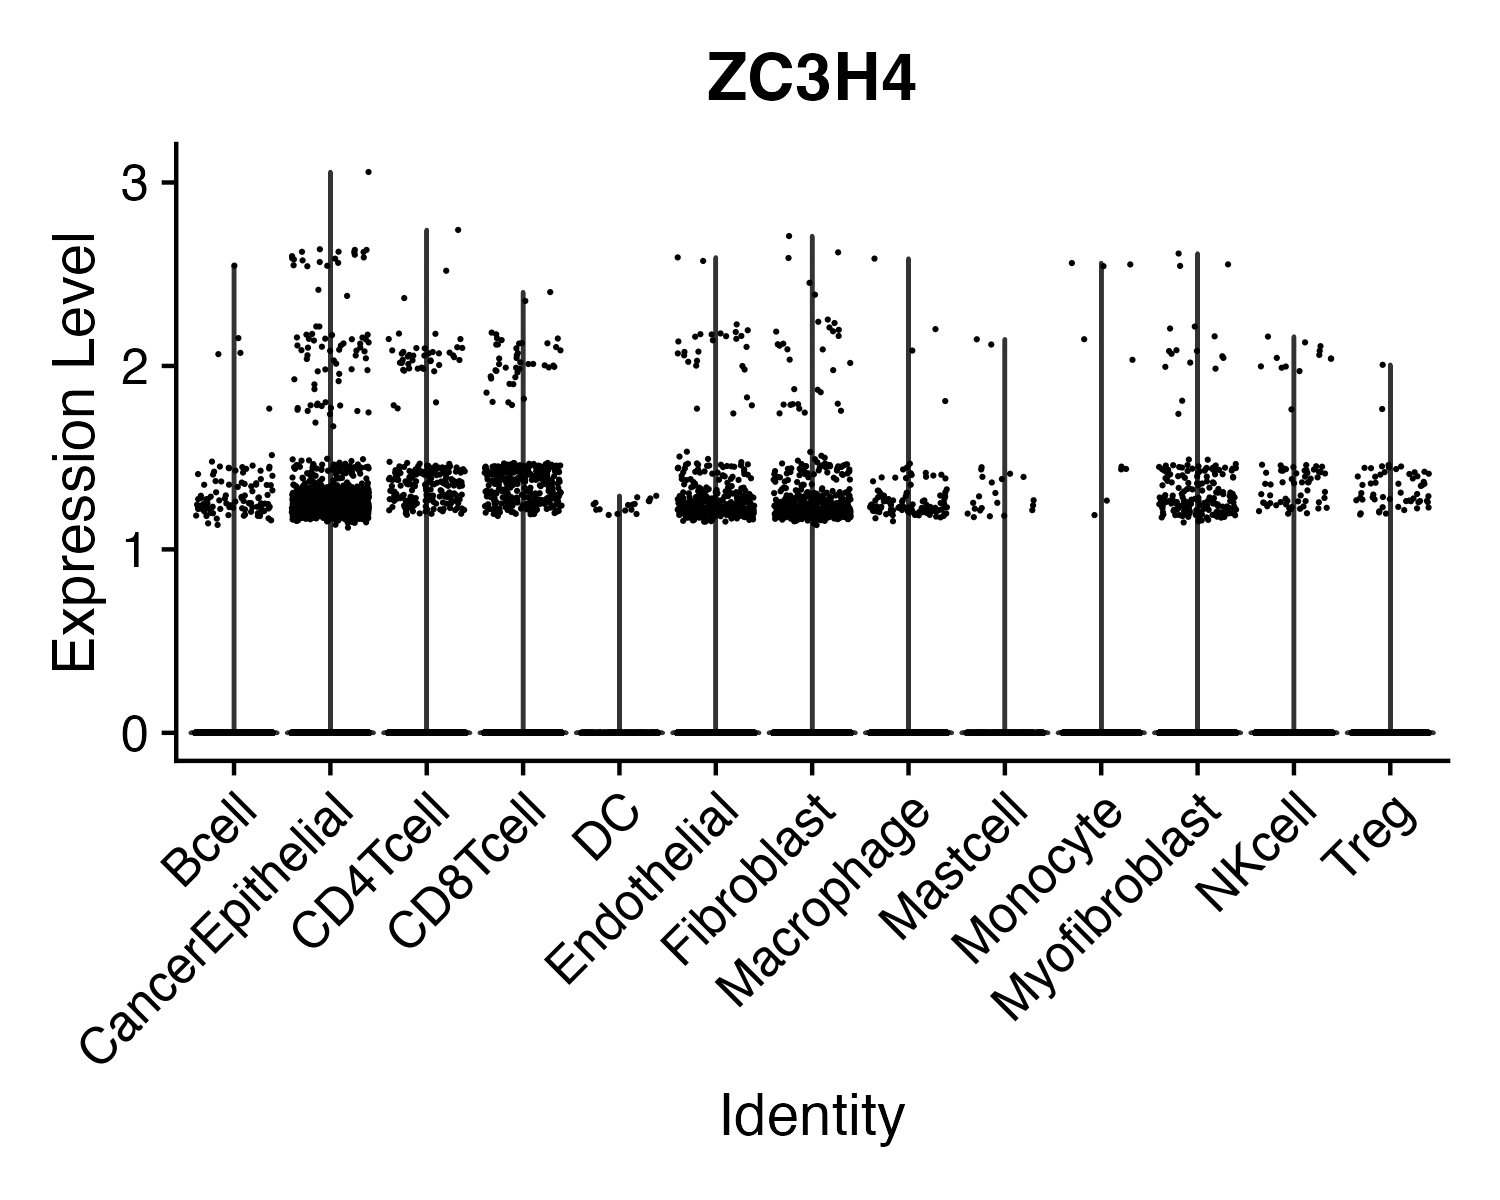 ZC3H4
Expression Level
3
2
1
0
Bcell
CancerEpithelial
CD4Tcell
CD8Tcell
DC
Endothelial
Fibroblast
Macrophage
Mastcell
Monocyte
Myofibroblast
NKcell
Treg
Identity